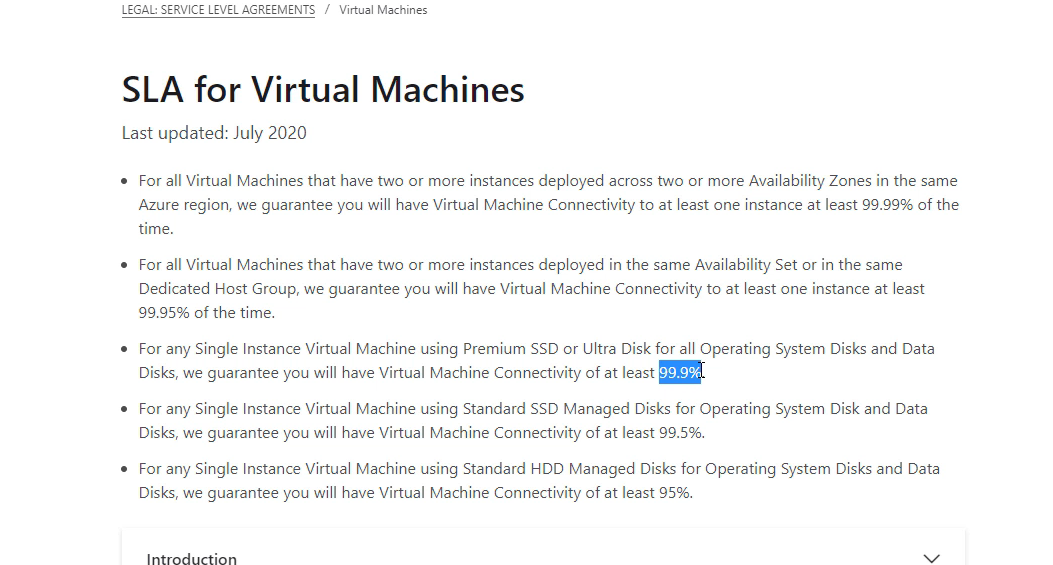 LEGAL: SERVICE LEVEL AGREEMENTS / Virtual Machines
SLA for Virtual Machines
Last updated: July 2020
• For all Virtual Machines that have two or more instances deployed across two or more Availability Zones in the same
Azure region, we guarantee you will have Virtual Machine Connectivity to at least one instance at least 99.99% of the
time.
• For all Virtual Machines that have two or more instances deployed in the same Availability Set or in the same
Dedicated Host Group, we guarantee you will have Virtual Machine Connectivity to at least one instance at least
99.95% of the time.
• For any Single Instance Virtual Machine using Premium SSD or Ultra Disk for all Operating System Disks and Data
Disks, we guarantee you will have Virtual Machine Connectivity of at least 99.9%.
• For any Single Instance Virtual Machine using Standard SSD Managed Disks for Operating System Disk and Data
Disks, we guarantee you will have Virtual Machine Connectivity of at least 99.5%.
• For any Single Instance Virtual Machine using Standard HDD Managed Disks for Operating System Disks and Data
Disks, we guarantee you will have Virtual Machine Connectivity of at least 95%.
Introduction